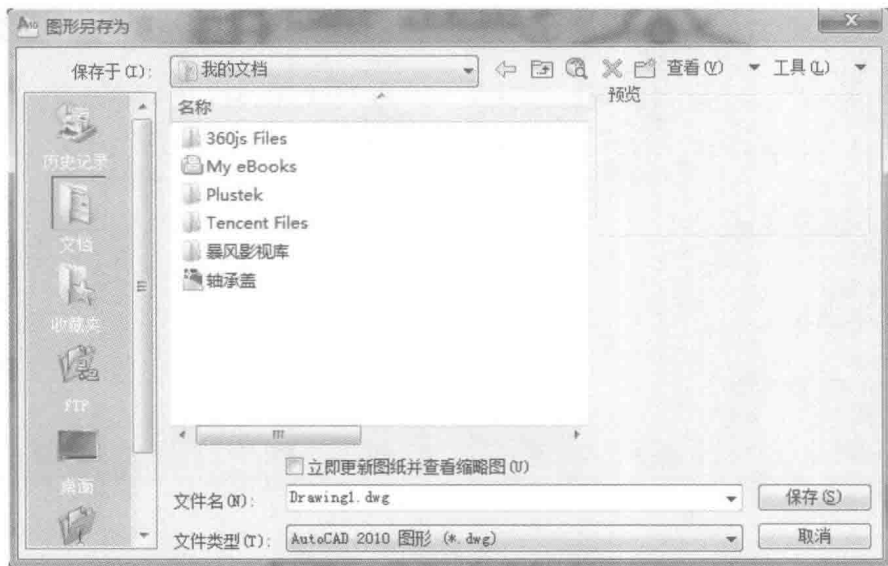 图形另存为
保存于(I):
我的文档
查看(V)
工具(L)
历史记录
文档
收藏夹
FTP
桌面
名称
360js Files
My eBooks
Plustek
Tencent Files
暴风影视库
轴承盖
预览
立即更新图纸并查看缩略图(U)
文件名(N):
Drawing1.dwg
保存(S)
文件类型(T):
AutoCAD 2010 图形 (*.dwg)
取消